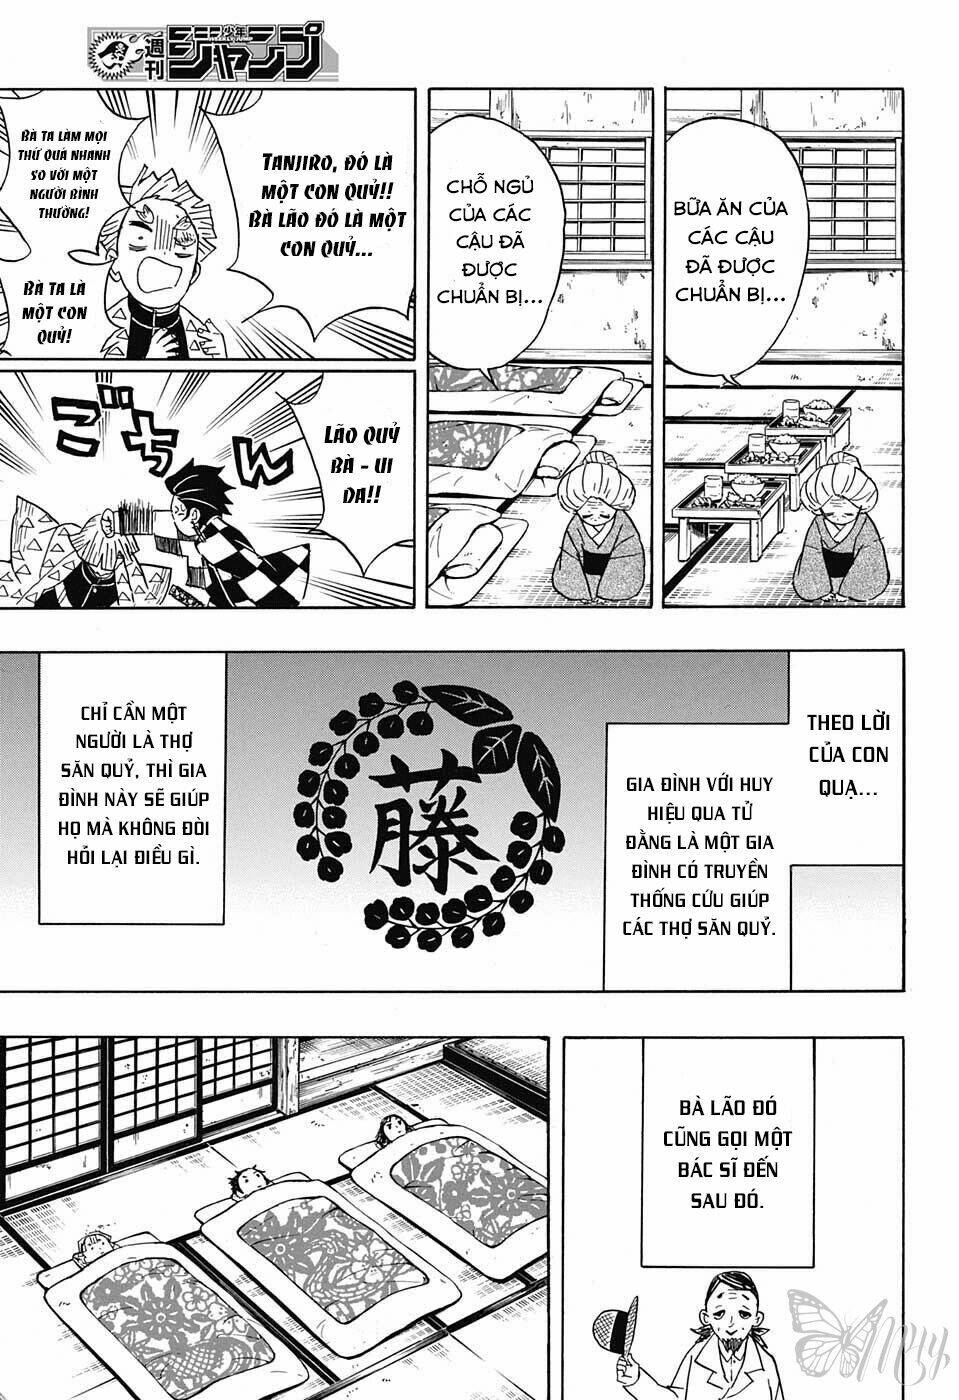 週刊
少年
WEEKLY JUMP
ジャンプ
BỮA ĂN CỦA
CÁC CẬU
ĐÃ ĐƯỢC
CHUẨN BỊ...
CHỖ NGỦ
CỦA CÁC
CẬU ĐÃ
ĐƯỢC
CHUẨN BỊ...
TANJIRO, ĐÓ LÀ
MỘT CON QUỶ!!
BÀ LÃO ĐÓ LÀ MỘT
CON QUỶ...
BÀ TA LÀM MỌI
THỨ QUÁ NHANH
SO VỚI MỘT
NGƯỜI BÌNH
THƯỜNG!
BÀ TA LÀ
MỘT CON
QUỶ!
LÃO QUỶ
BÀ - UI
DA!!
ごちん
THEO LỜI
CỦA CON
QUẠ...
GIA ĐÌNH VỚI HUY
HIỆU QUA TỬ
ĐẰNG LÀ MỘT GIA
ĐÌNH CÓ TRUYỀN
THỐNG CỨU GIÚP
CÁC THỢ SĂN QUỶ.
藤
CHỈ CẦN MỘT
NGƯỜI LÀ THỢ
SĂN QUỶ, THÌ GIA
ĐÌNH NÀY SẼ GIÚP
HỌ MÀ KHÔNG ĐÒI
HỎI LẠI ĐIỀU GÌ.
BÀ LÃO ĐÓ
CŨNG GỌI MỘT
BÁC SĨ ĐẾN
SAU ĐÓ.